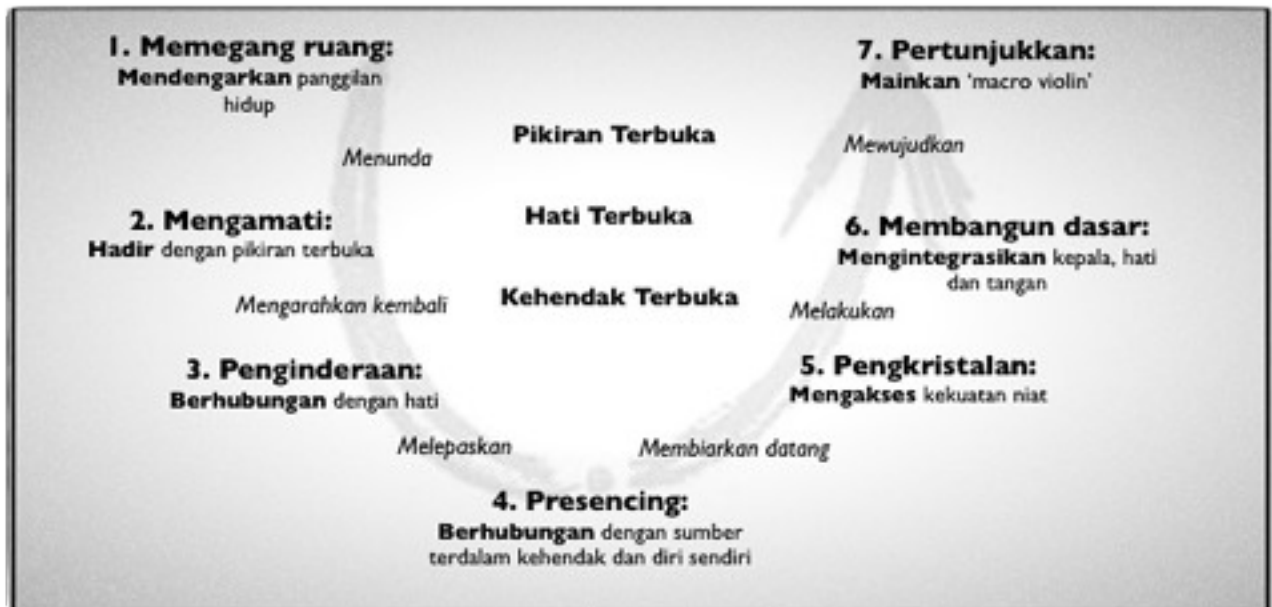 1. Memegang ruang:
Mendengarkan panggilan
hidup
Menunda
2. Mengamati:
Hadir dengan pikiran terbuka
Mengarahkan kembali
3. Penginderaan:
Berhubungan dengan hati
Melepaskan
4. Presencing:
Berhubungan dengan sumber
terdalam kehendak dan diri sendiri
Membiarkan datang
5. Pengkristalan:
Mengakses kekuatan niat
Melakukan
6. Membangun dasar:
Mengintegrasikan kepala, hati
dan tangan
Mewujudkan
7. Pertunjukkan:
Mainkan ‘macro violin’
Pikiran Terbuka
Hati Terbuka
Kehendak Terbuka